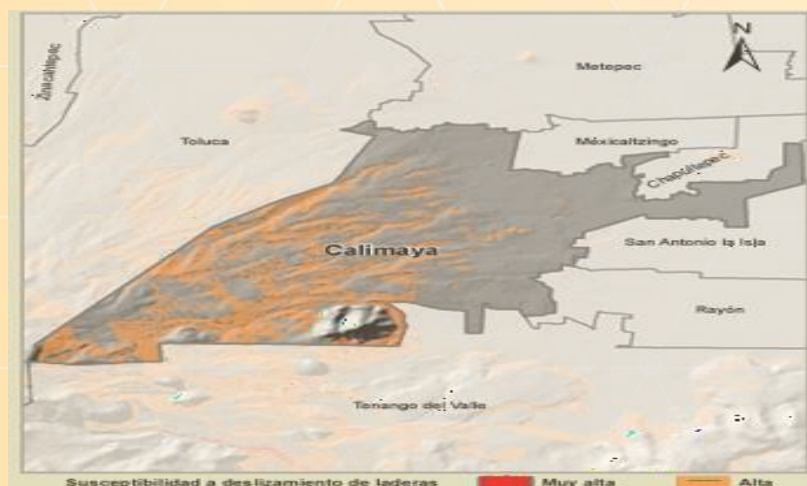 N
Metepec
Zinacantepec
Toluca
Méxicaltzingo
Chapultepec
Calimaya
San Antonio la Isla
Rayón
Tenango del Valle
Susceptibilidad a deslizamiento de laderas Muy alta Alta